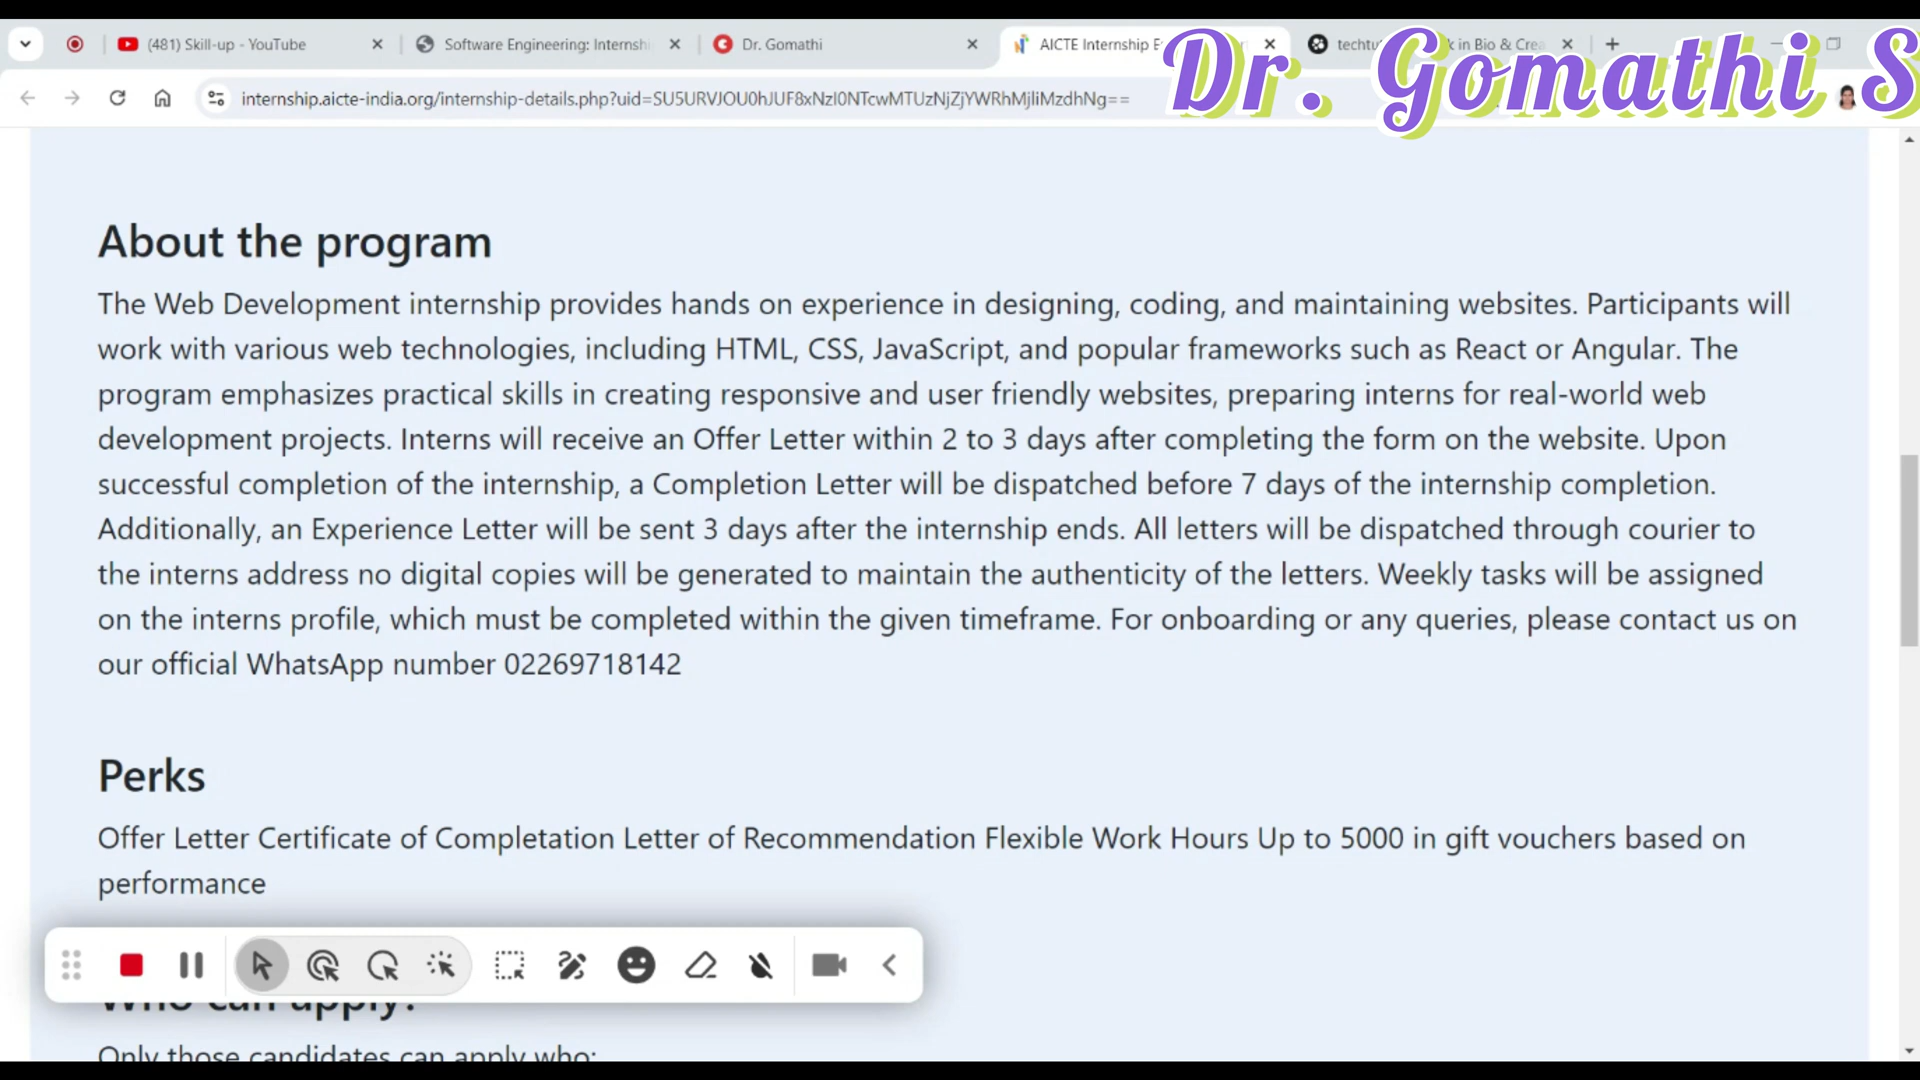 (481) Skill-up - YouTube
Software Engineering: Internshi
Dr. Gomathi
AICTE Internship
in Bio & Crea
Dr. Gomathi S
internship.aicte-india.org/internship-details.php?uid=SU5URVJOU0hJUF8xNzI0NTcwMTUzNjZjYWRhMjliMzdhNg==
About the program
The Web Development internship provides hands on experience in designing, coding, and maintaining websites. Participants will
work with various web technologies, including HTML, CSS, JavaScript, and popular frameworks such as React or Angular. The
program emphasizes practical skills in creating responsive and user friendly websites, preparing interns for real-world web
development projects. Interns will receive an Offer Letter within 2 to 3 days after completing the form on the website. Upon
successful completion of the internship, a Completion Letter will be dispatched before 7 days of the internship completion.
Additionally, an Experience Letter will be sent 3 days after the internship ends. All letters will be dispatched through courier to
the interns address no digital copies will be generated to maintain the authenticity of the letters. Weekly tasks will be assigned
on the interns profile, which must be completed within the given timeframe. For onboarding or any queries, please contact us on
our official WhatsApp number 02269718142
Perks
Offer Letter Certificate of Completation Letter of Recommendation Flexible Work Hours Up to 5000 in gift vouchers based on
performance
Who can apply?
Only those candidates can apply who: